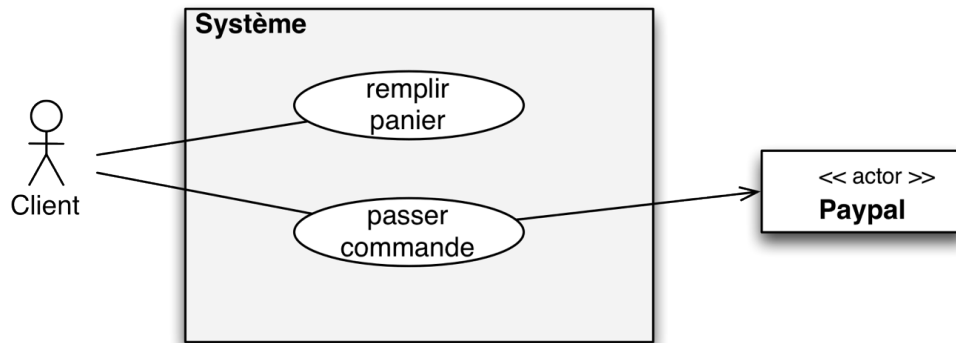 Système
remplir
panier
Client
passer
commande
<< actor >>
Paypal